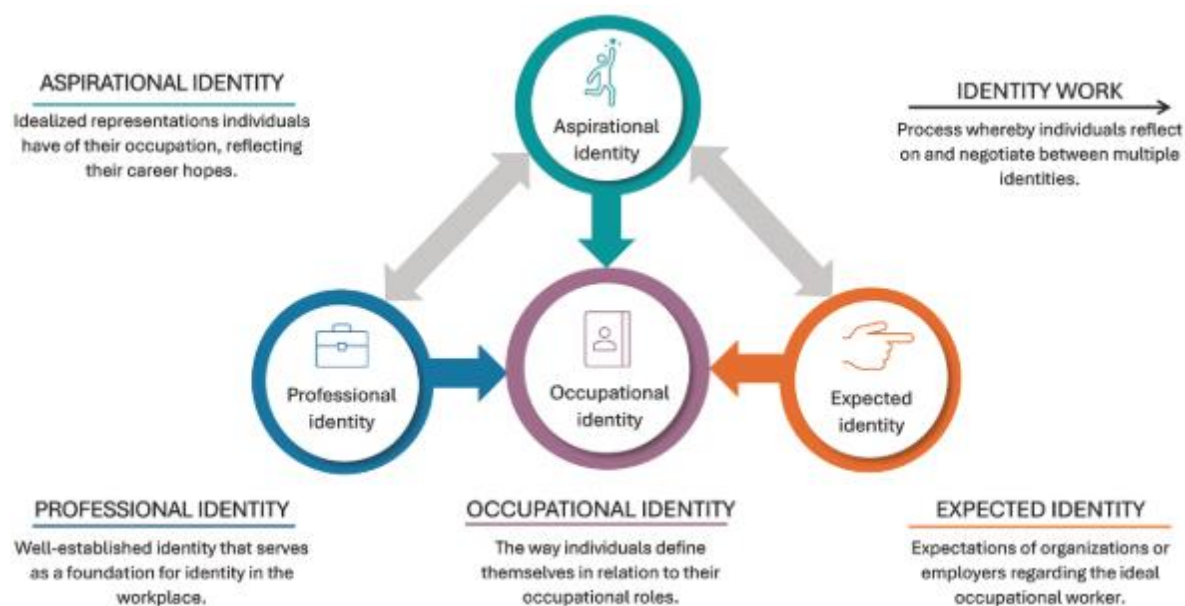 ASPIRATIONAL IDENTITY
Idealized representations individuals
have of their occupation, reflecting
their career hopes.
Aspirational
identity
IDENTITY WORK
Process whereby individuals reflect
on and negotiate between multiple
identities.
Professional
identity
Occupational
identity
Expected
identity
PROFESSIONAL IDENTITY
Well-established identity that serves
as a foundation for identity in the
workplace.
OCCUPATIONAL IDENTITY
The way individuals define
themselves in relation to their
occupational roles.
EXPECTED IDENTITY
Expectations of organizations or
employers regarding the ideal
occupational worker.